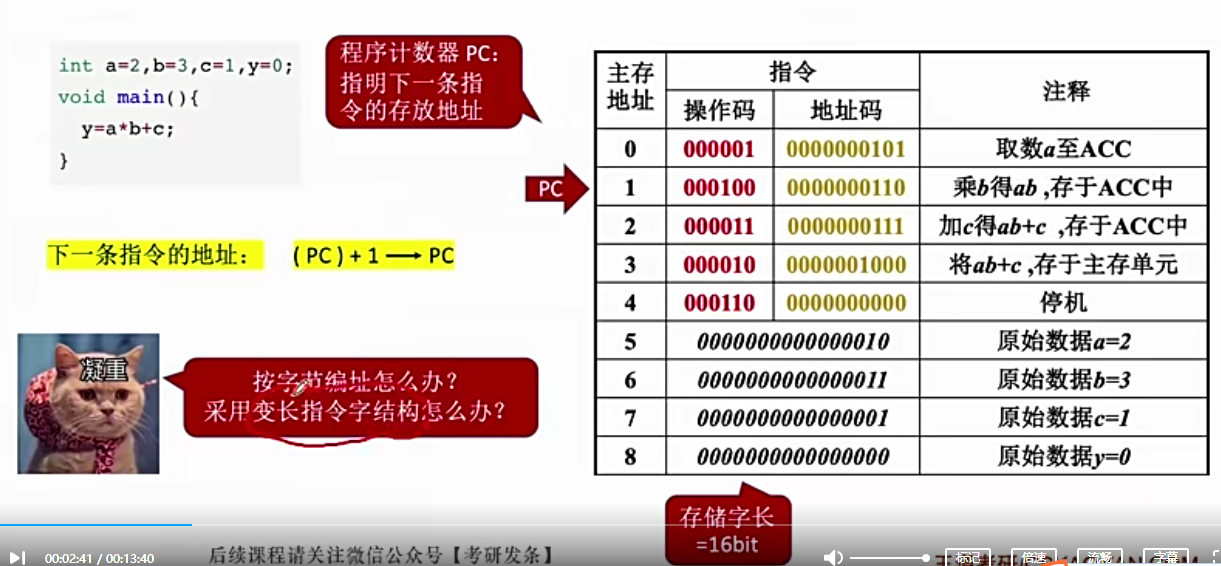 int a=2,b=3,c=1,y=0;
void main(){
y=a*b+c;
}
程序计数器 PC:
指明下一条指
令的存放地址
PC
下一条指令的地址: (PC) + 1 → PC
凝重
按字节编址怎么办?
采用变长指令字结构怎么办?
主存地址 指令 注释
操作码 地址码
0 000001 0000000101 取数a至ACC
1 000100 0000000110 乘b得ab ,存于ACC中
2 000011 0000000111 加c得ab+c ,存于ACC中
3 000010 0000001000 将ab+c ,存于主存单元
4 000110 0000000000 停机
5 0000000000000010 原始数据a=2
6 0000000000000011 原始数据b=3
7 0000000000000001 原始数据c=1
8 0000000000000000 原始数据y=0
存储字长
=16bit
00:02:41 / 00:13:40
后续课程请关注微信公众号【考研发条】
标记 倍速 流畅 字幕